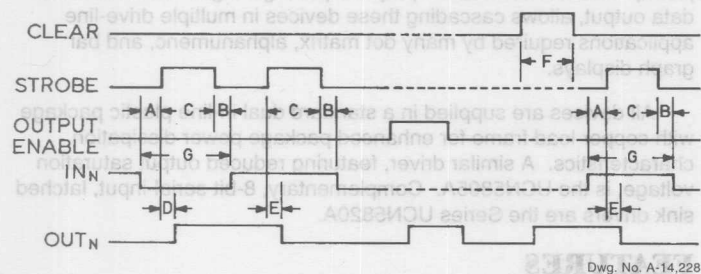 data output, allows cascading these devices in multiple drive-line
CLEAR
applications required by many dot matrix, alphanumeric, and bar
F
graph displays.
STROBE
devices are supplied in a dual in-line plastic package
A C B C B A C B
OUTPUT
ENABLE
with copper lead frame for enhanced package power dissipation
G G
characteristics. A similar driver, featuring reduced output saturation
IN N
voltage, is the Complementary, 8-bit serial input, latched
D E E
sink drivers are the Series UCN5820A.
OUT N
FEATURES
Dwg. No. A-14,228